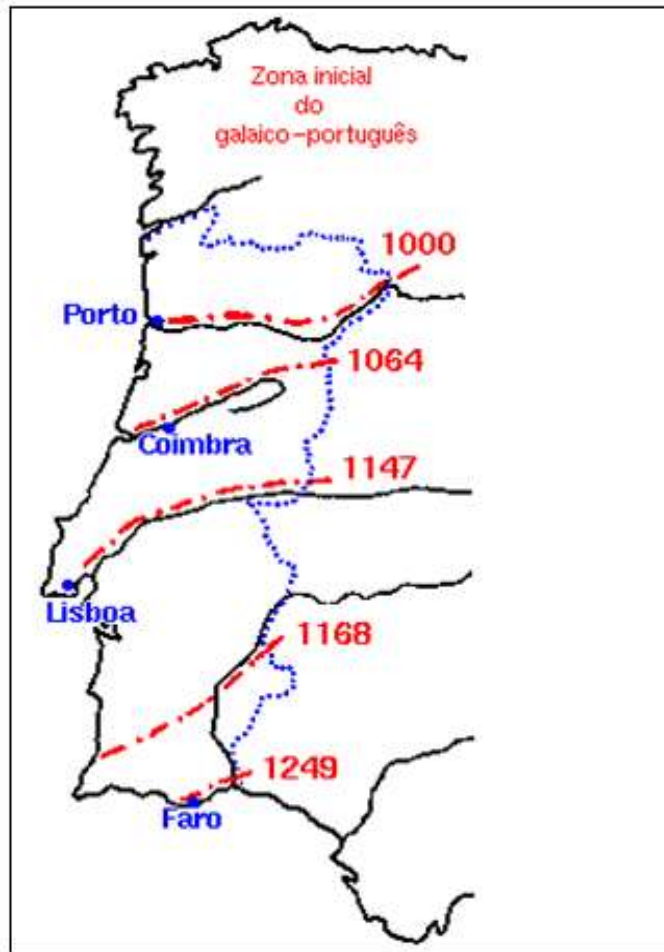 Zona inicial
do
galaico-português
1000
Porto
1064
Coimbra
1147
Lisboa
1168
1249
Faro